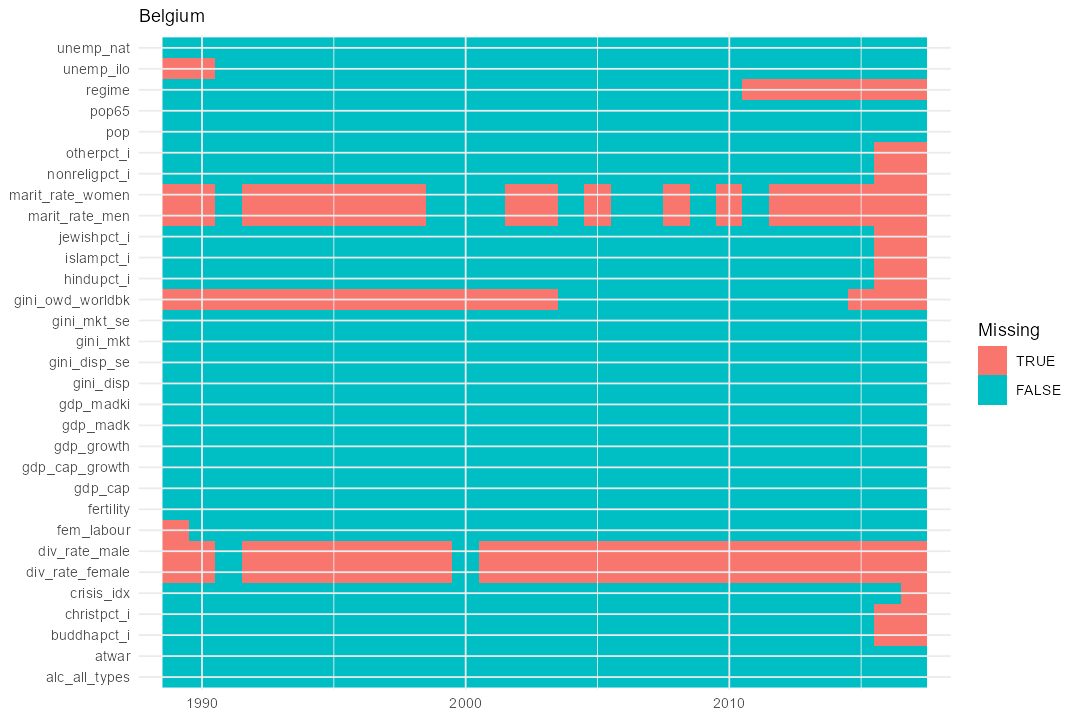 Belgium
unemp_nat
unemp_ilo
regime
pop65
pop
otherpct_i
nonreligpct_i
marit_rate_women
marit_rate_men
jewishpct_i
islampct_i
hindupct_i
gini_owd_worldbk
gini_mkt_se
gini_mkt
gini_disp_se
gini_disp
gdp_madki
gdp_madk
gdp_growth
gdp_cap_growth
gdp_cap
fertility
fem_labour
div_rate_male
div_rate_female
crisis_idx
christpct_i
buddhapct_i
atwar
alc_all_types
1990 2000 2010
Missing
TRUE
FALSE